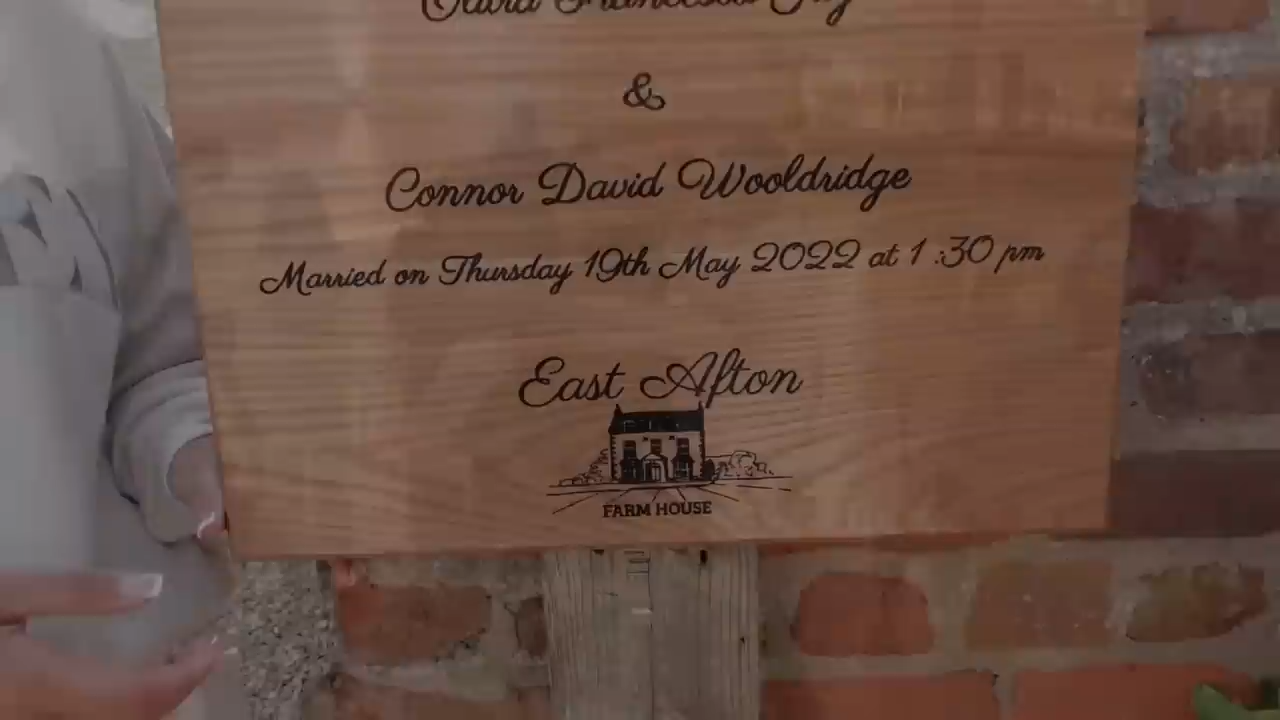 &
Connor David Wooldridge
Married on Thursday 19th May 2022 at 1:30 pm
East Afton
FARM HOUSE